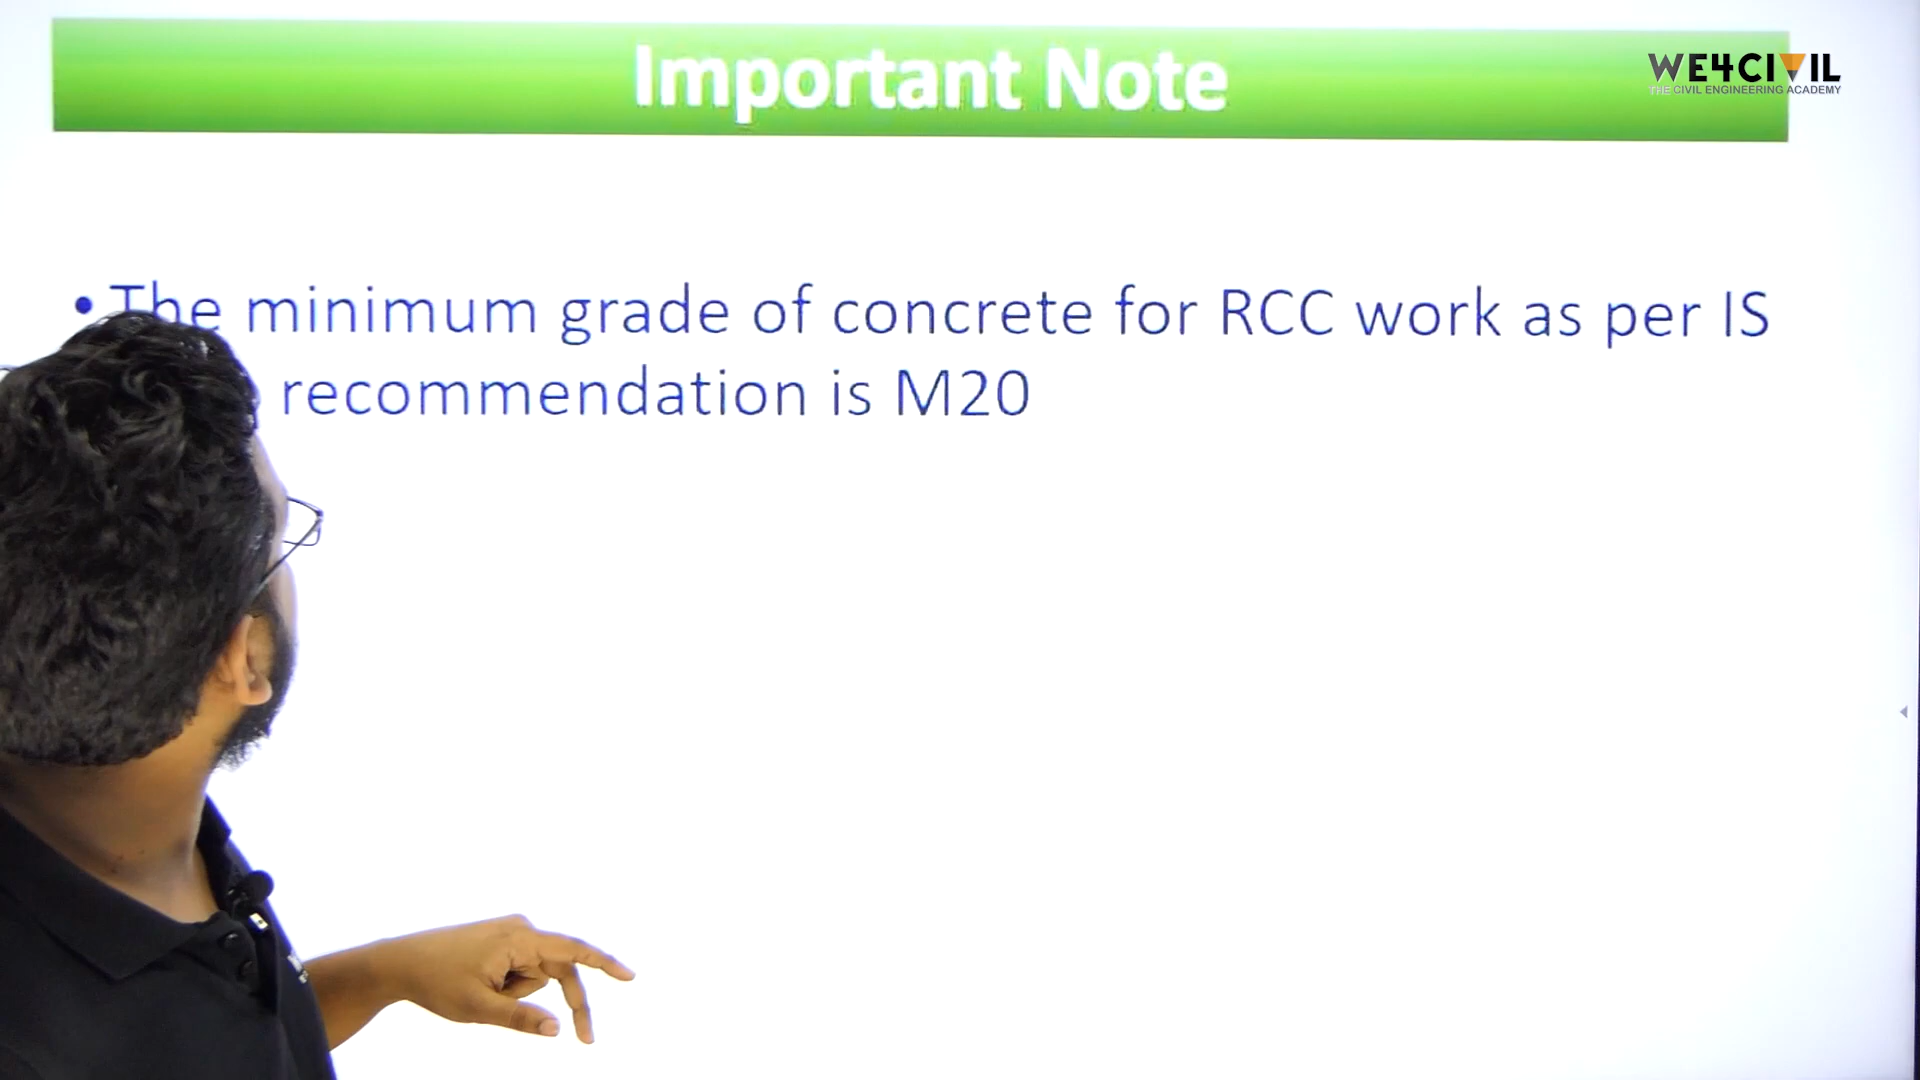 Important Note
WE4CIVIL
THE CIVIL ENGINEERING ACADEMY
• The minimum grade of concrete for RCC work as per IS
recommendation is M20